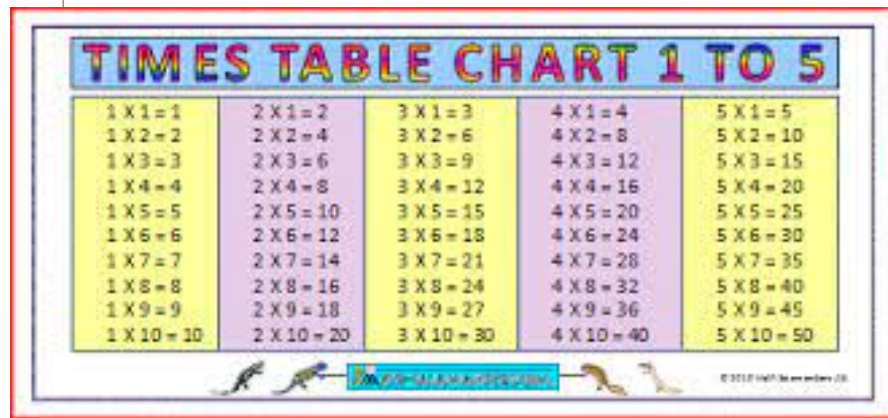 TIMES TABLE CHART 1 TO 5
1 X 1 = 1
1 X 2 = 2
1 X 3 = 3
1 X 4 = 4
1 X 5 = 5
1 X 6 = 6
1 X 7 = 7
1 X 8 = 8
1 X 9 = 9
1 X 10 = 10
2 X 1 = 2
2 X 2 = 4
2 X 3 = 6
2 X 4 = 8
2 X 5 = 10
2 X 6 = 12
2 X 7 = 14
2 X 8 = 16
2 X 9 = 18
2 X 10 = 20
3 X 1 = 3
3 X 2 = 6
3 X 3 = 9
3 X 4 = 12
3 X 5 = 15
3 X 6 = 18
3 X 7 = 21
3 X 8 = 24
3 X 9 = 27
3 X 10 = 30
4 X 1 = 4
4 X 2 = 8
4 X 3 = 12
4 X 4 = 16
4 X 5 = 20
4 X 6 = 24
4 X 7 = 28
4 X 8 = 32
4 X 9 = 36
4 X 10 = 40
5 X 1 = 5
5 X 2 = 10
5 X 3 = 15
5 X 4 = 20
5 X 5 = 25
5 X 6 = 30
5 X 7 = 35
5 X 8 = 40
5 X 9 = 45
5 X 10 = 50